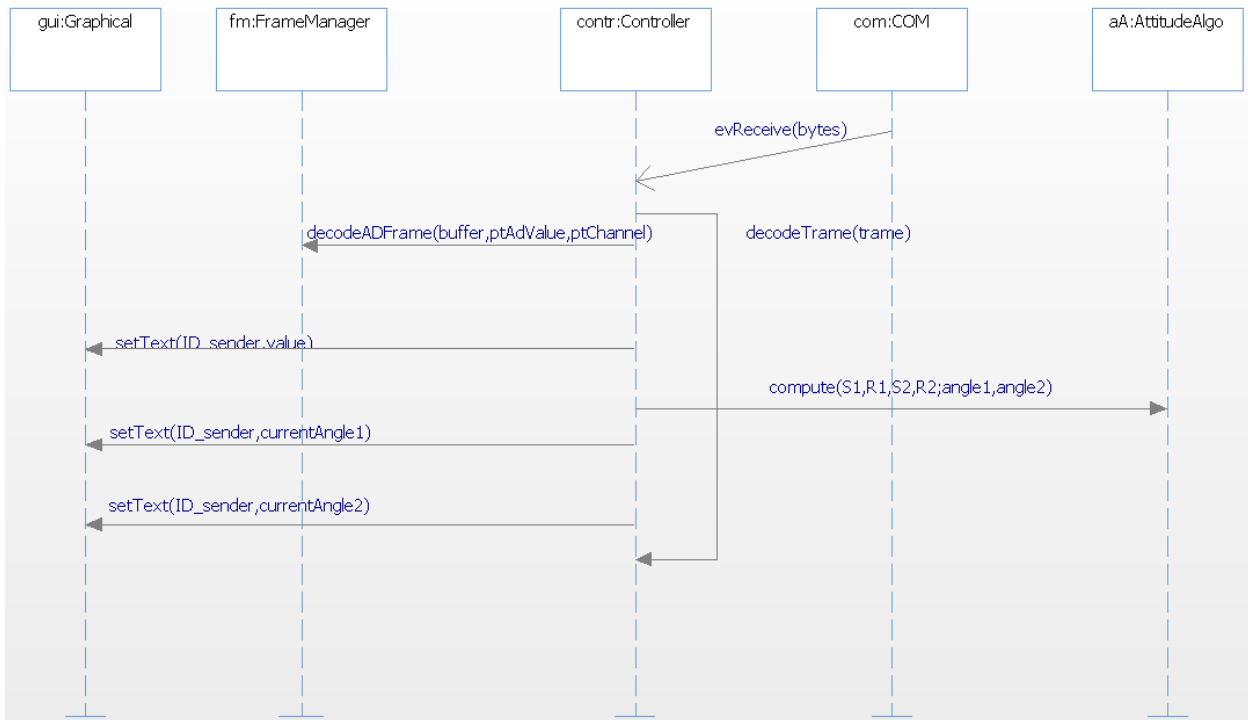 gui:Graphical
fm:FrameManager
contr:Controller
com:COM
aA:AttitudeAlgo
evReceive(bytes)
decodeADFrame(buffer,ptAdValue,ptChannel)
decodeTrame(trame)
setText(ID_sender,value)
compute(S1,R1,S2,R2;angle1,angle2)
setText(ID_sender,currentAngle1)
setText(ID_sender,currentAngle2)